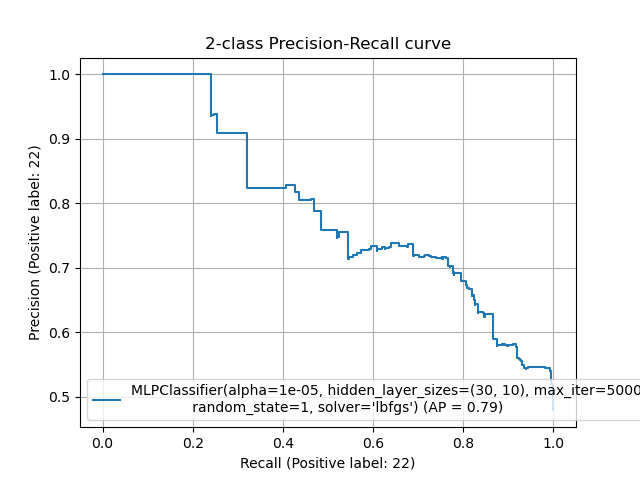 2-class Precision-Recall curve
1.0
0.9
0.8
0.7
0.6
0.5
Precision (Positive label: 22)
MLPClassifier(alpha=1e-05, hidden_layer_sizes=(30, 10), max_iter=5000
random_state=1, solver='lbfgs') (AP = 0.79)
0.0 0.2 0.4 0.6 0.8 1.0
Recall (Positive label: 22)